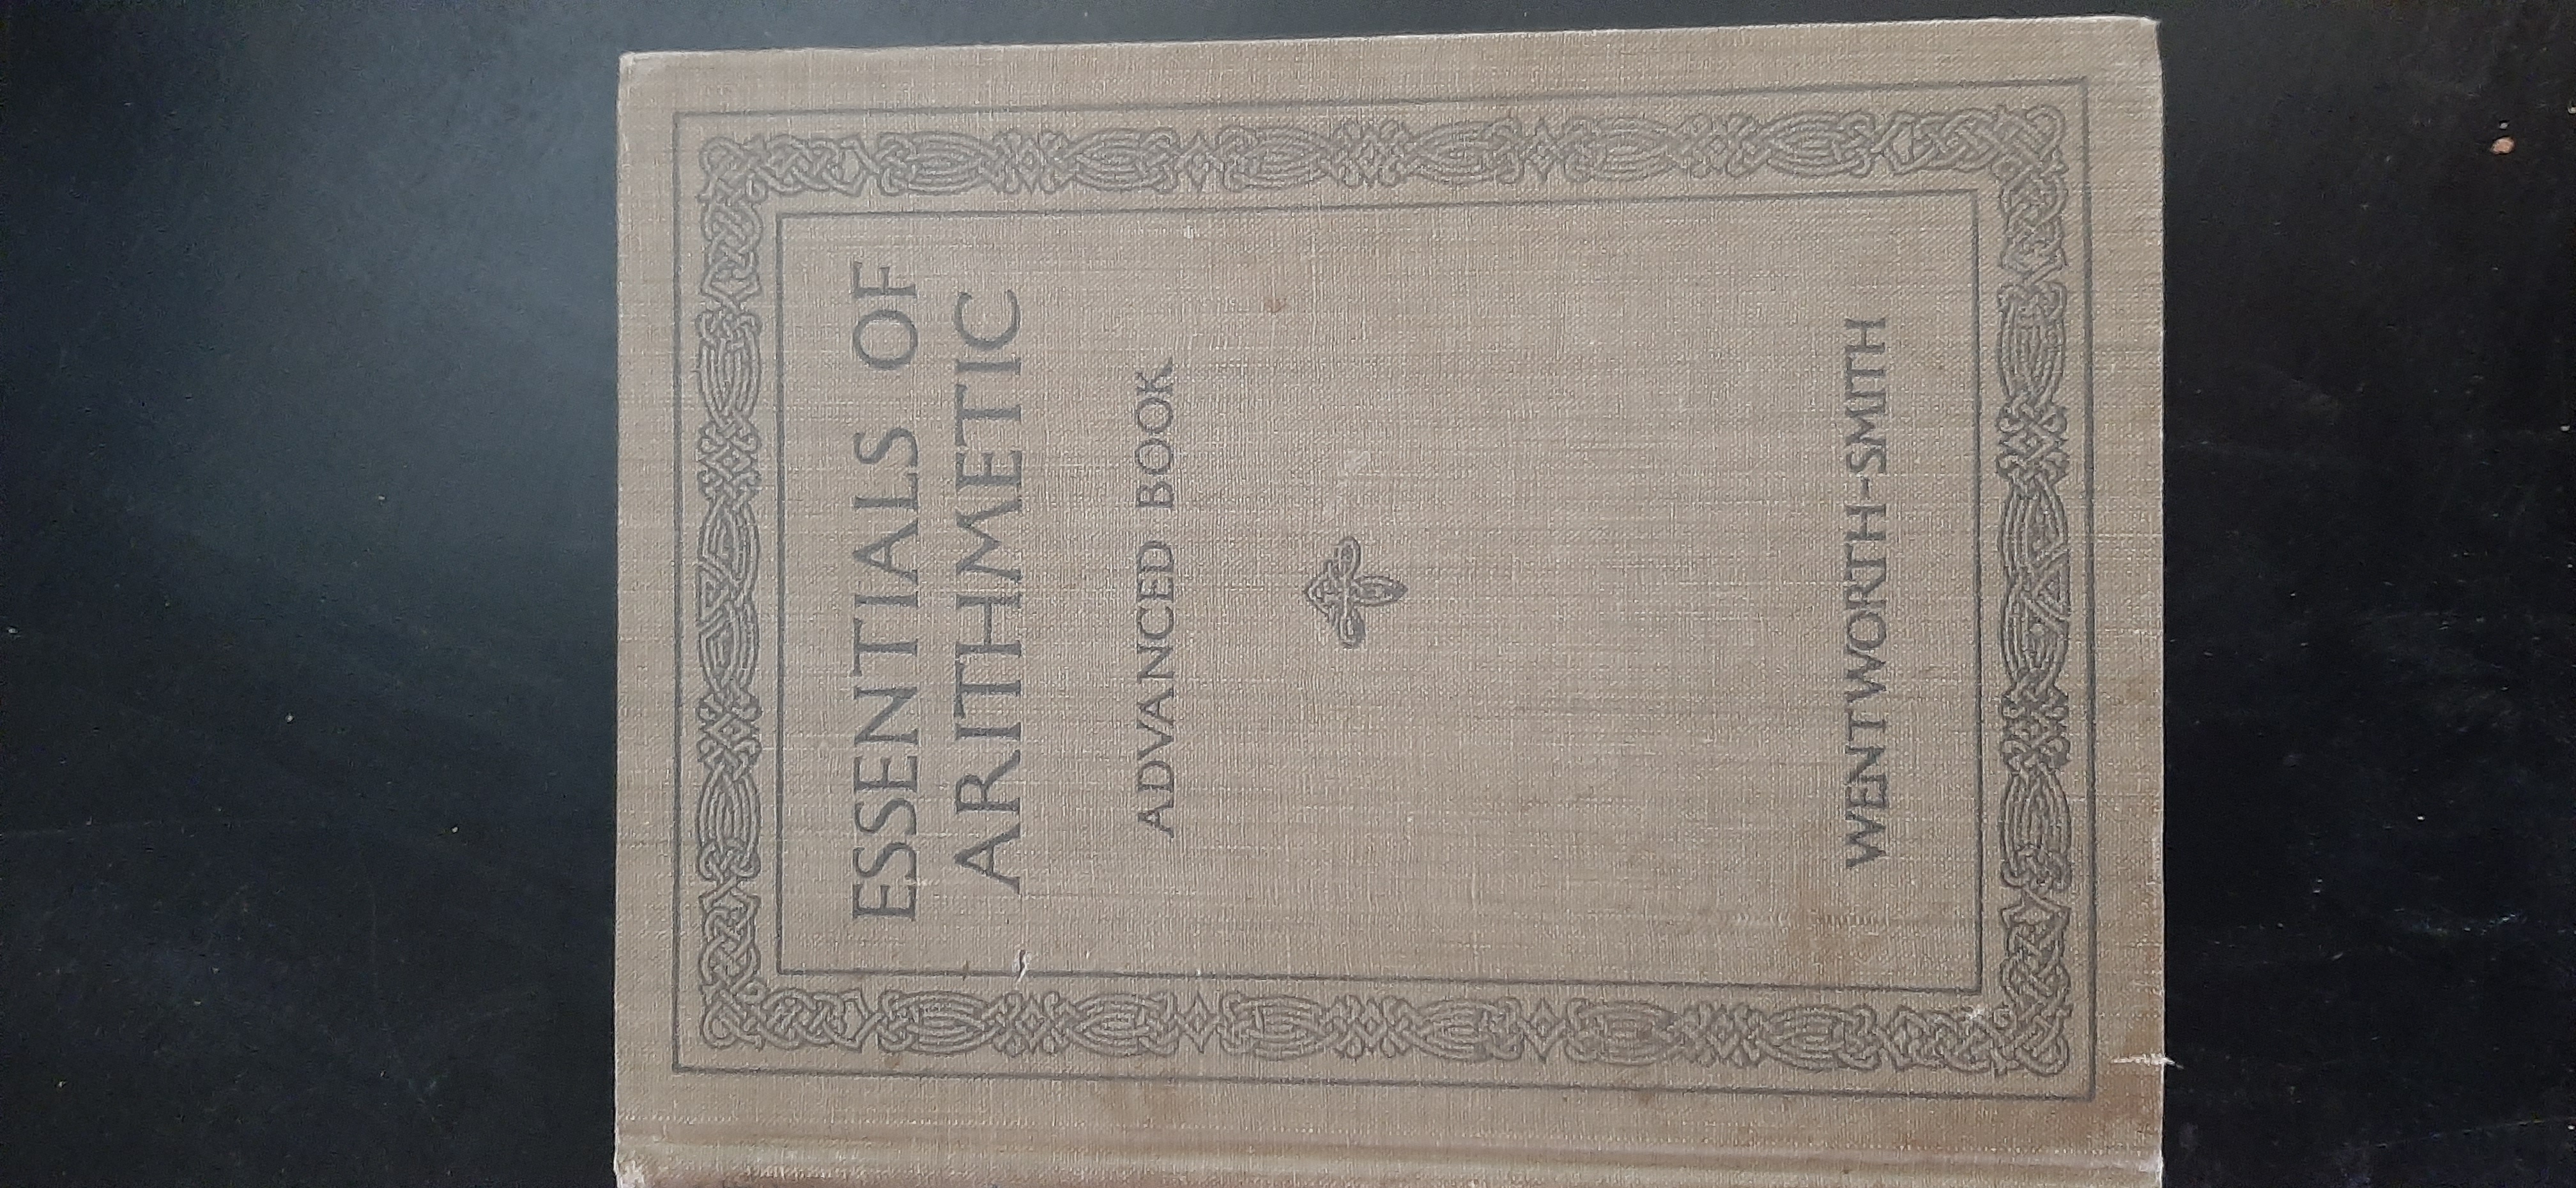 ESSENTIALS OF
ARITHMETIC
ADVANCED BOOK
WENTWORTH-SMITH